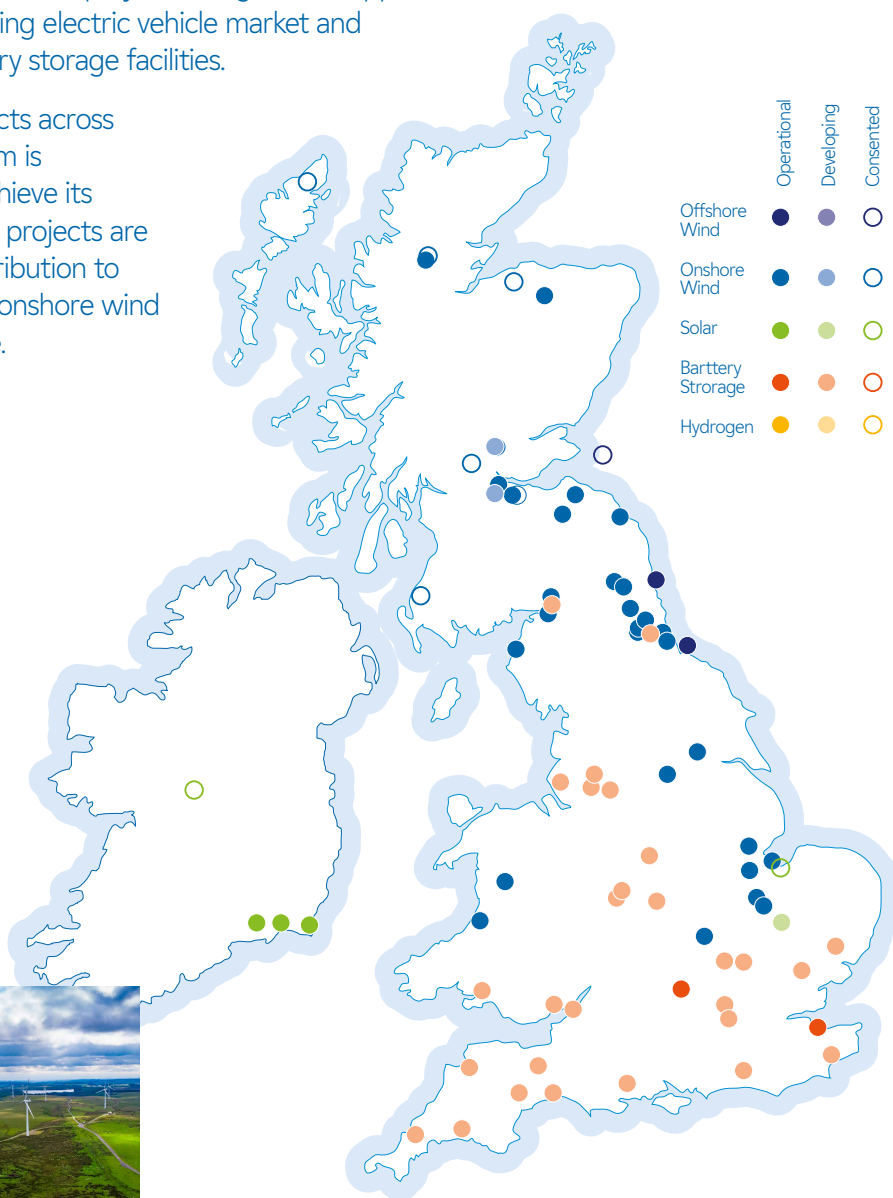 ing electric vehicle market and
ry storage facilities.
cts across
m is
hieve its
projects are
ribution to
onshore wind
Operational
Developing
Consented
Offshore
Wind
Onshore
Wind
Solar
Barttery
Strorage
Hydrogen